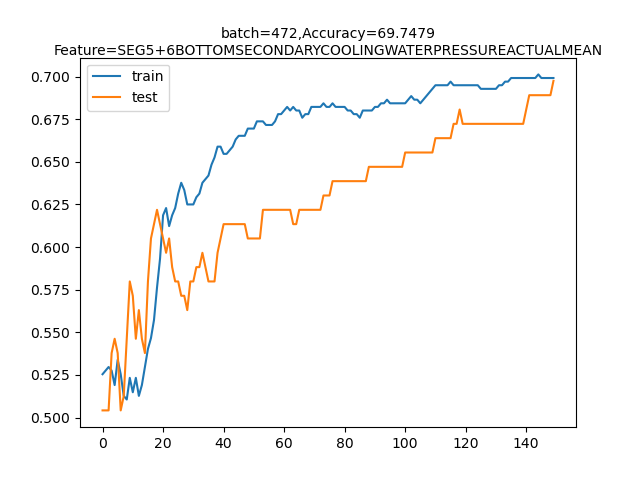 batch=472,Accuracy=69.7479
Feature=SEG5+6BOTTOMSECONDARYCOOLINGWATERPRESSUREACTUALMEAN
train
test
0.700
0.675
0.650
0.625
0.600
0.575
0.550
0.525
0.500
0 20 40 60 80 100 120 140